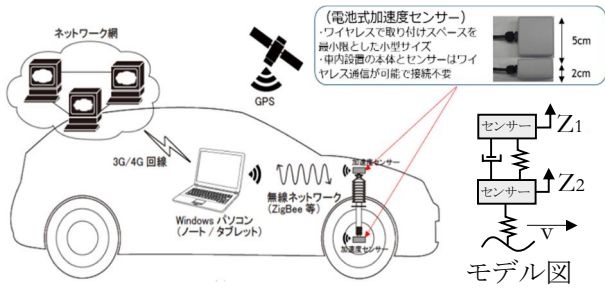 ネットワーク網
GPS
3G/4G 回線
Windows パソコン
(ノート / タブレット)
無線ネットワーク
(ZigBee 等)
加速度センサー
加速度センサー
(電池式加速度センサー)
・ワイヤレスで取り付けスペースを
最小限とした小型サイズ
・車内設置の本体とセンサーはワイ
ヤレス通信が可能で接続不要
5cm
2cm
センサー
Z1
センサー
Z2
v
モデル図